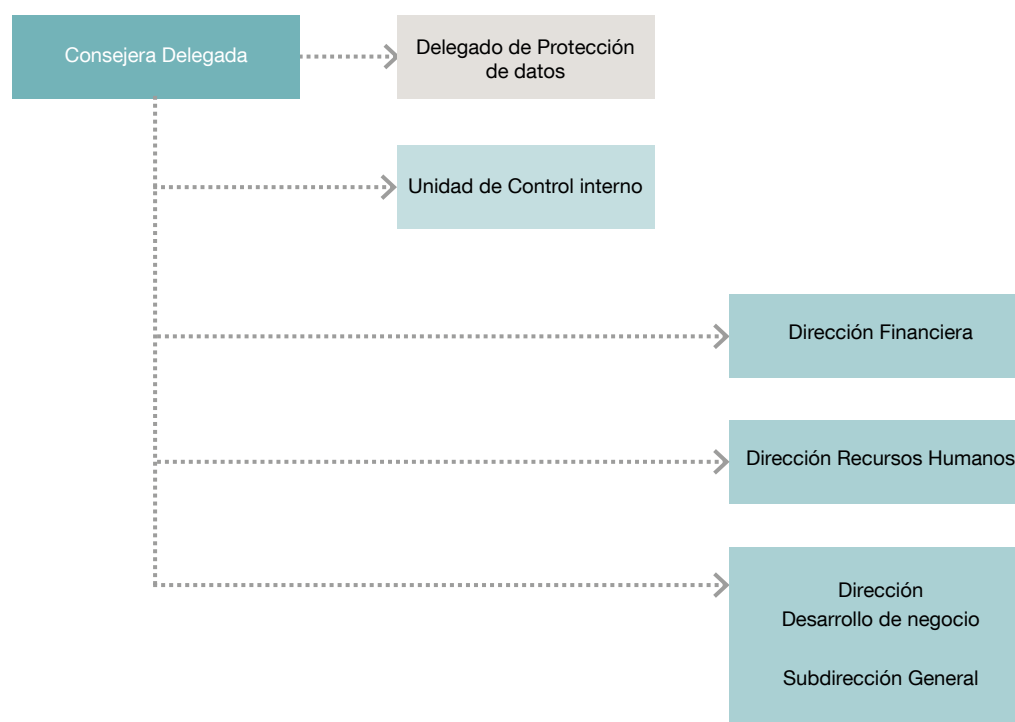 Consejera Delegada
Delegado de Protección
de datos
Unidad de Control interno
Dirección Financiera
Dirección Recursos Humanos
Dirección
Desarrollo de negocio
Subdirección General